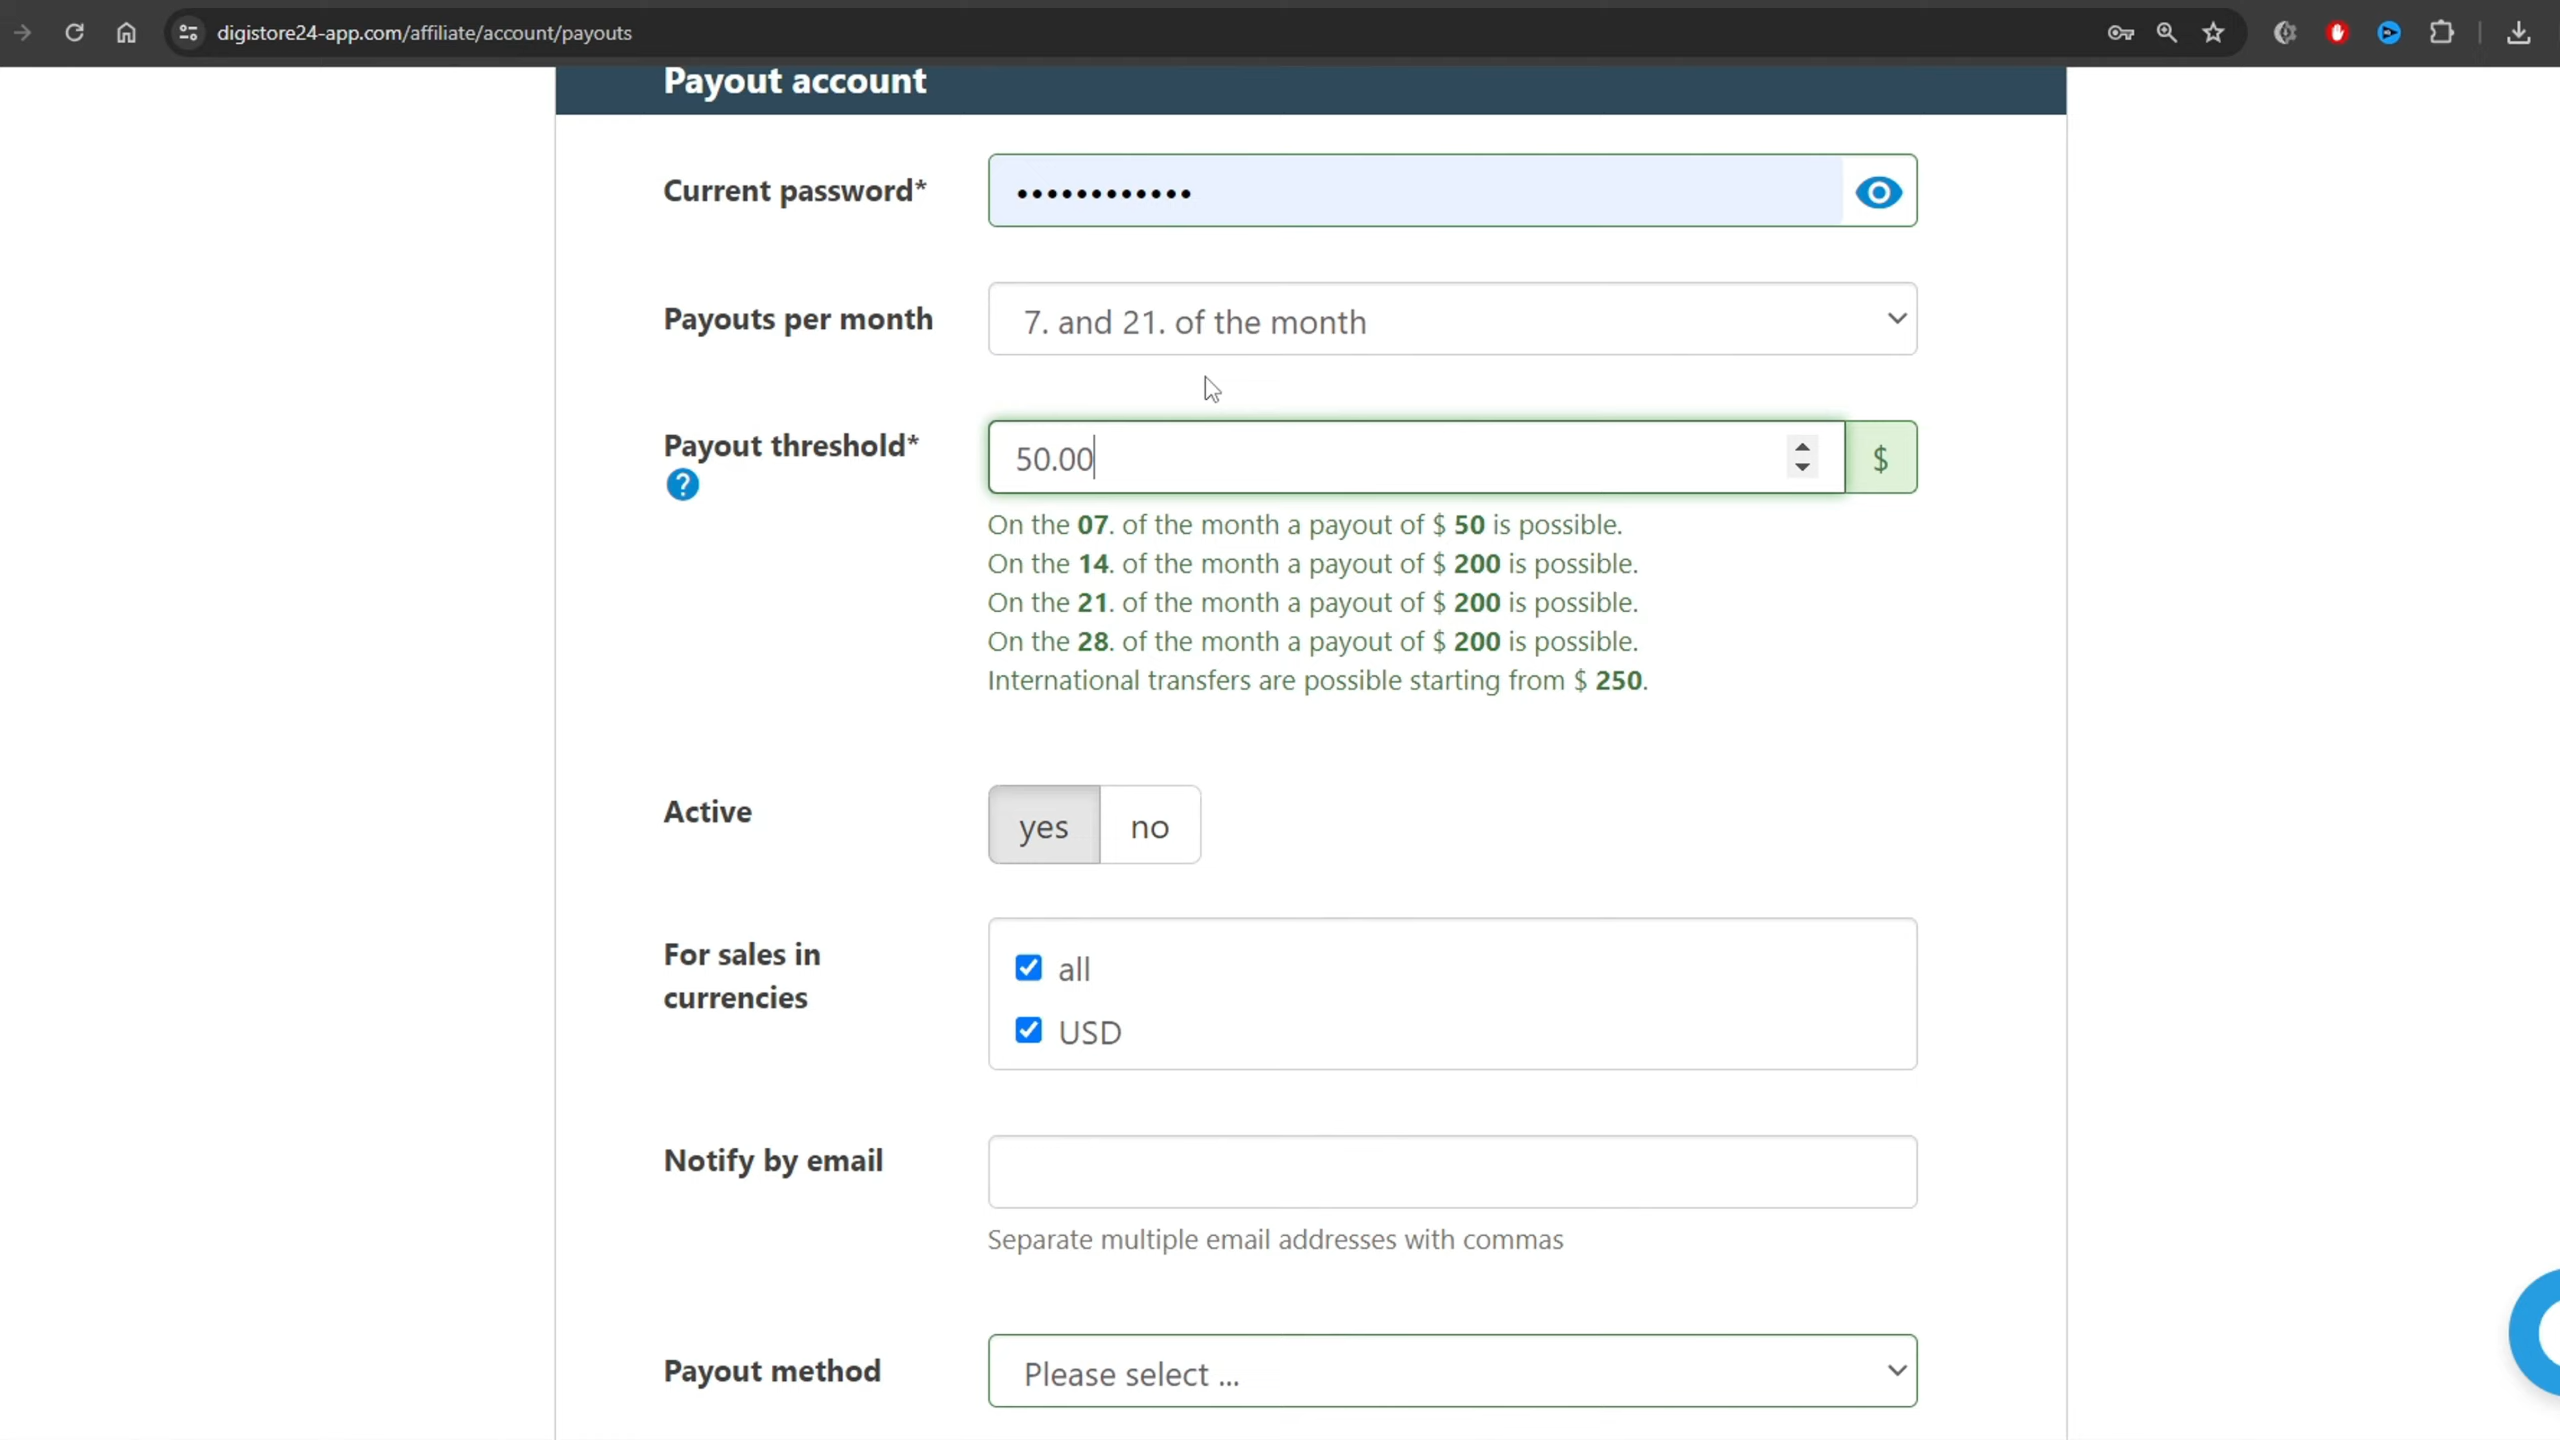 digistore24-app.com/affiliate/account/payouts
Payout account
Current password*
••••••••••••
Payouts per month
7. and 21. of the month
Payout threshold*
?
50.00
$
On the 07. of the month a payout of $ 50 is possible.
On the 14. of the month a payout of $ 200 is possible.
On the 21. of the month a payout of $ 200 is possible.
On the 28. of the month a payout of $ 200 is possible.
International transfers are possible starting from $ 250.
Active
yes
no
For sales in
currencies
all
USD
Notify by email
Separate multiple email addresses with commas
Payout method
Please select ...